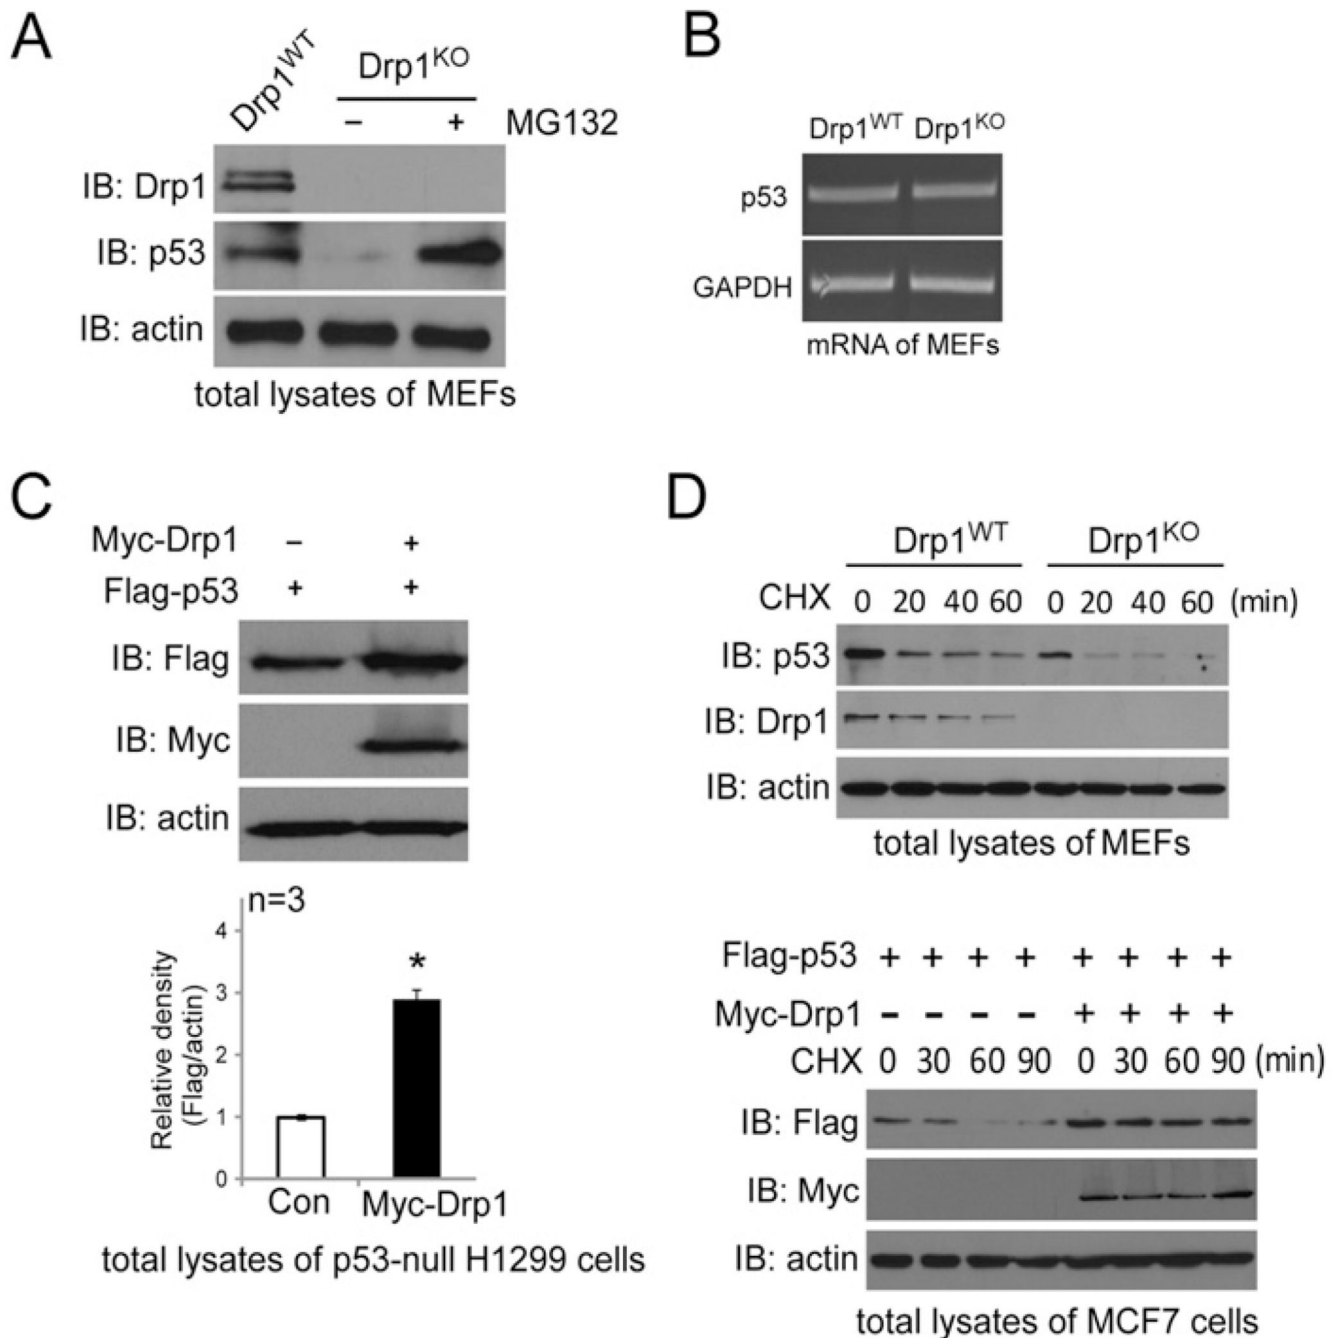 A
Drp1WT
Drp1KO
– + MG132
IB: Drp1
IB: p53
IB: actin
total lysates of MEFs
B
Drp1WT Drp1KO
p53
GAPDH
mRNA of MEFs
C
Myc-Drp1 – +
Flag-p53 + +
IB: Flag
IB: Myc
IB: actin
n=3
Relative density
(Flag/actin)
4
3
2
1
0
*
Con Myc-Drp1
total lysates of p53-null H1299 cells
D
Drp1WT Drp1KO
CHX 0 20 40 60 0 20 40 60 (min)
IB: p53
IB: Drp1
IB: actin
total lysates of MEFs
Flag-p53 + + + + + + + +
Myc-Drp1 – – – – + + + +
CHX 0 30 60 90 0 30 60 90 (min)
IB: Flag
IB: Myc
IB: actin
total lysates of MCF7 cells